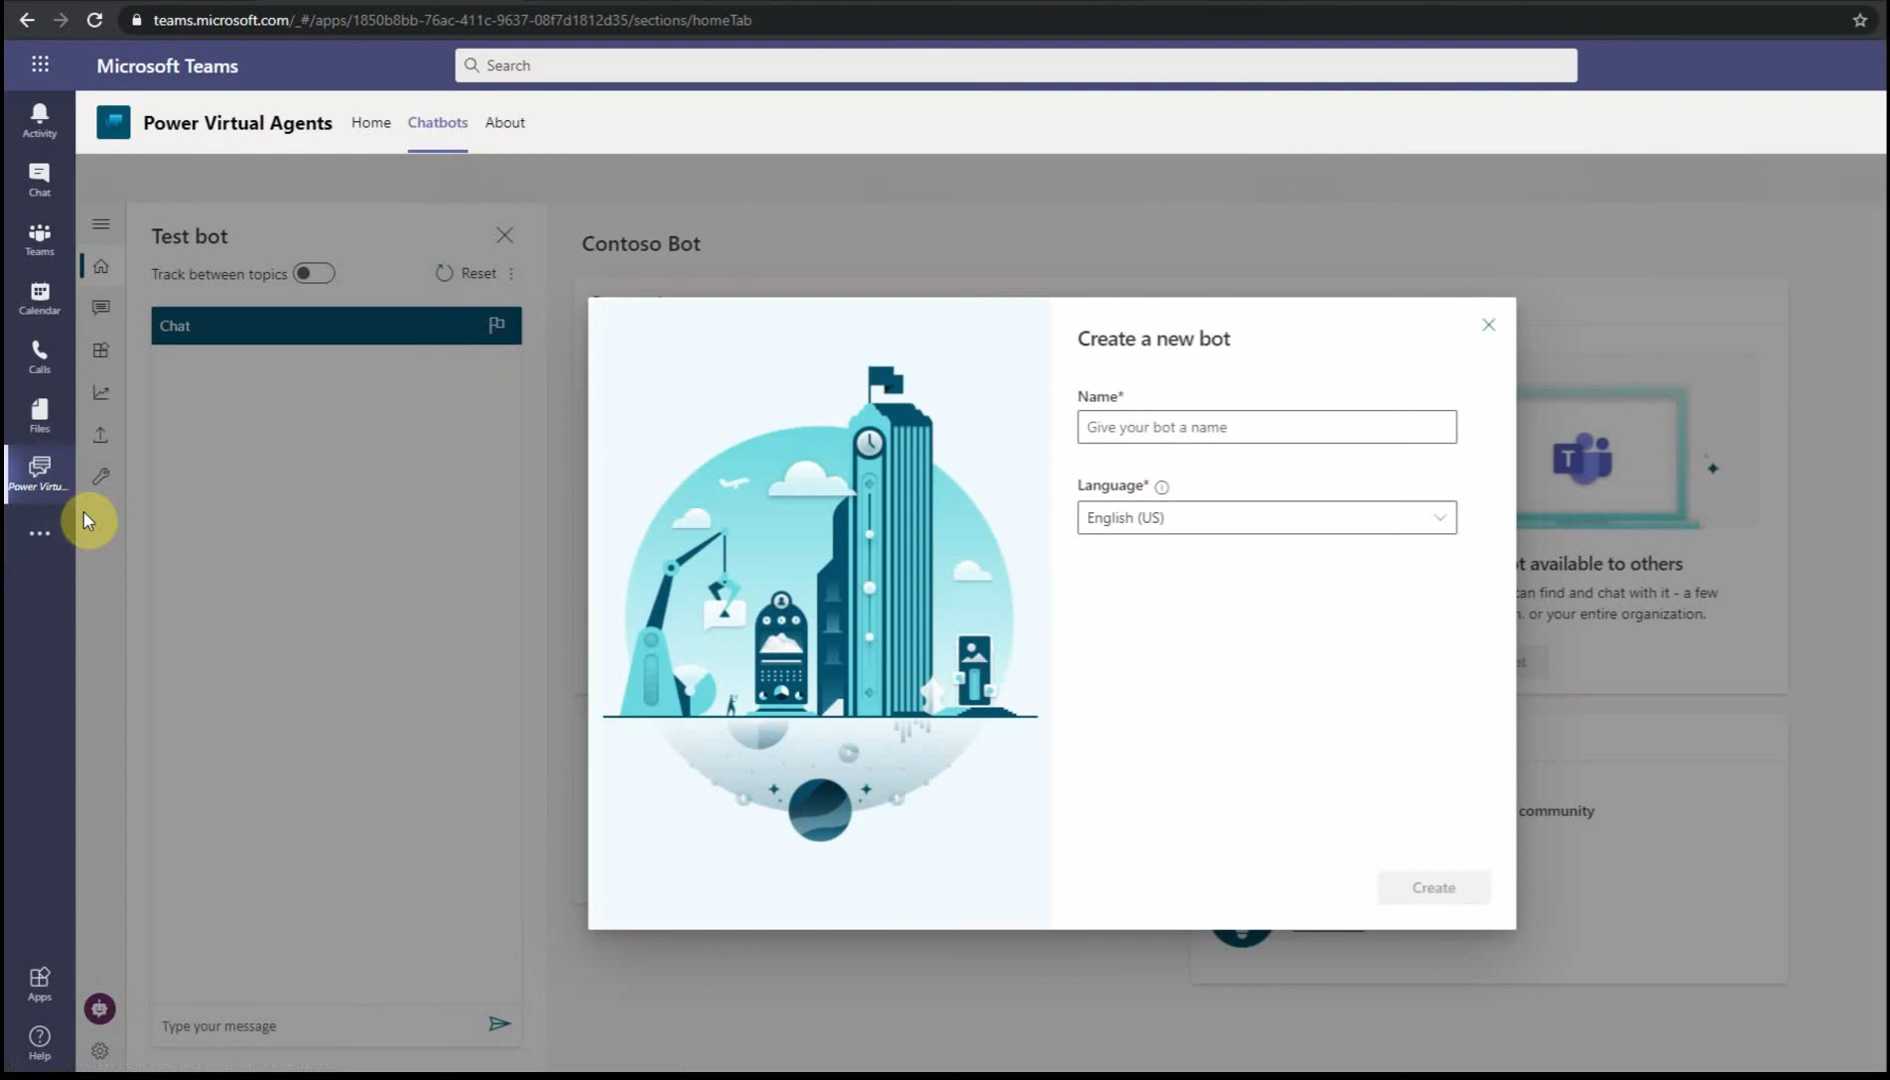 teams.microsoft.com/_#/apps/1850b8bb-76ac-411c-9637-08f7d1812d35/sections/homeTab
Microsoft Teams
Search
Activity
Chat
Teams
Calendar
Calls
Files
Power Virtu...
Apps
Help
Power Virtual Agents
Home
Chatbots
About
Test bot
Track between topics
Reset
Chat
Type your message
Contoso Bot
Create a new bot
Name*
Give your bot a name
Language*
English (US)
Create
T
t available to others
can find and chat with it - a few
or your entire organization.
community